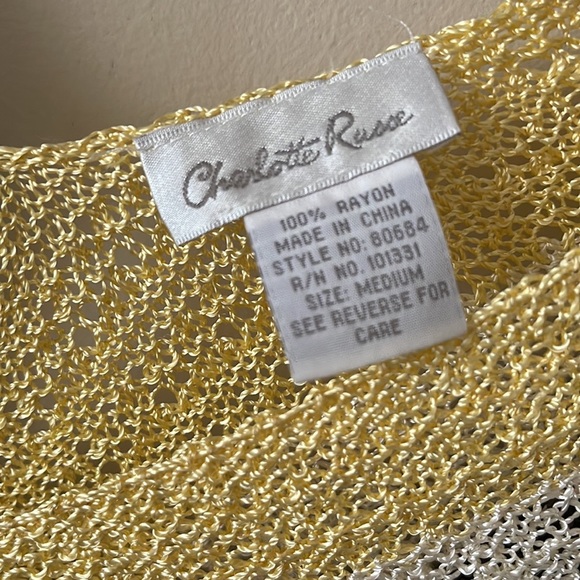 Charlotte Russe
100% RAYON
MADE IN CHINA
STYLE NO: 80684
R/N NO. 101331
SIZE: MEDIUM
SEE REVERSE FOR
CARE